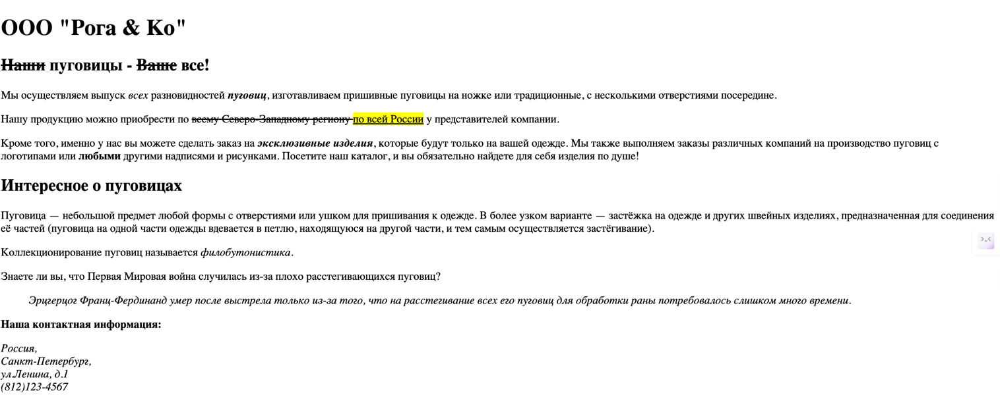 ООО "Рога & Ko"
Наши пуговицы - Ваше все!
Мы осуществляем выпуск всех разновидностей пуговиц, изготавливаем пришивные пуговицы на ножке или традиционные, с несколькими отверстиями посередине.
Нашу продукцию можно приобрести по всему Северо-Западному региону по всей России у представителей компании.
Кроме того, именно у нас вы можете сделать заказ на эксклюзивные изделия, которые будут только на вашей одежде. Мы также выполняем заказы различных компаний на производство пуговиц с
логотипами или любыми другими надписями и рисунками. Посетите наш каталог, и вы обязательно найдете для себя изделия по душе!
Интересное о пуговицах
Пуговица — небольшой предмет любой формы с отверстиями или ушком для пришивания к одежде. В более узком варианте — застёжка на одежде и других швейных изделиях, предназначенная для соединения
её частей (пуговица на одной части одежды вдевается в петлю, находящуюся на другой части, и тем самым осуществляется застёгивание).
Коллекционирование пуговиц называется филобутонистика.
Знаете ли вы, что Первая Мировая война случилась из-за плохо расстегивающихся пуговиц?
Эрцгерцог Франц-Фердинанд умер после выстрела только из-за того, что на расстегивание всех его пуговиц для обработки раны потребовалось слишком много времени.
Наша контактная информация:
Россия,
Санкт-Петербург,
ул.Ленина, д.1
(812)123-4567